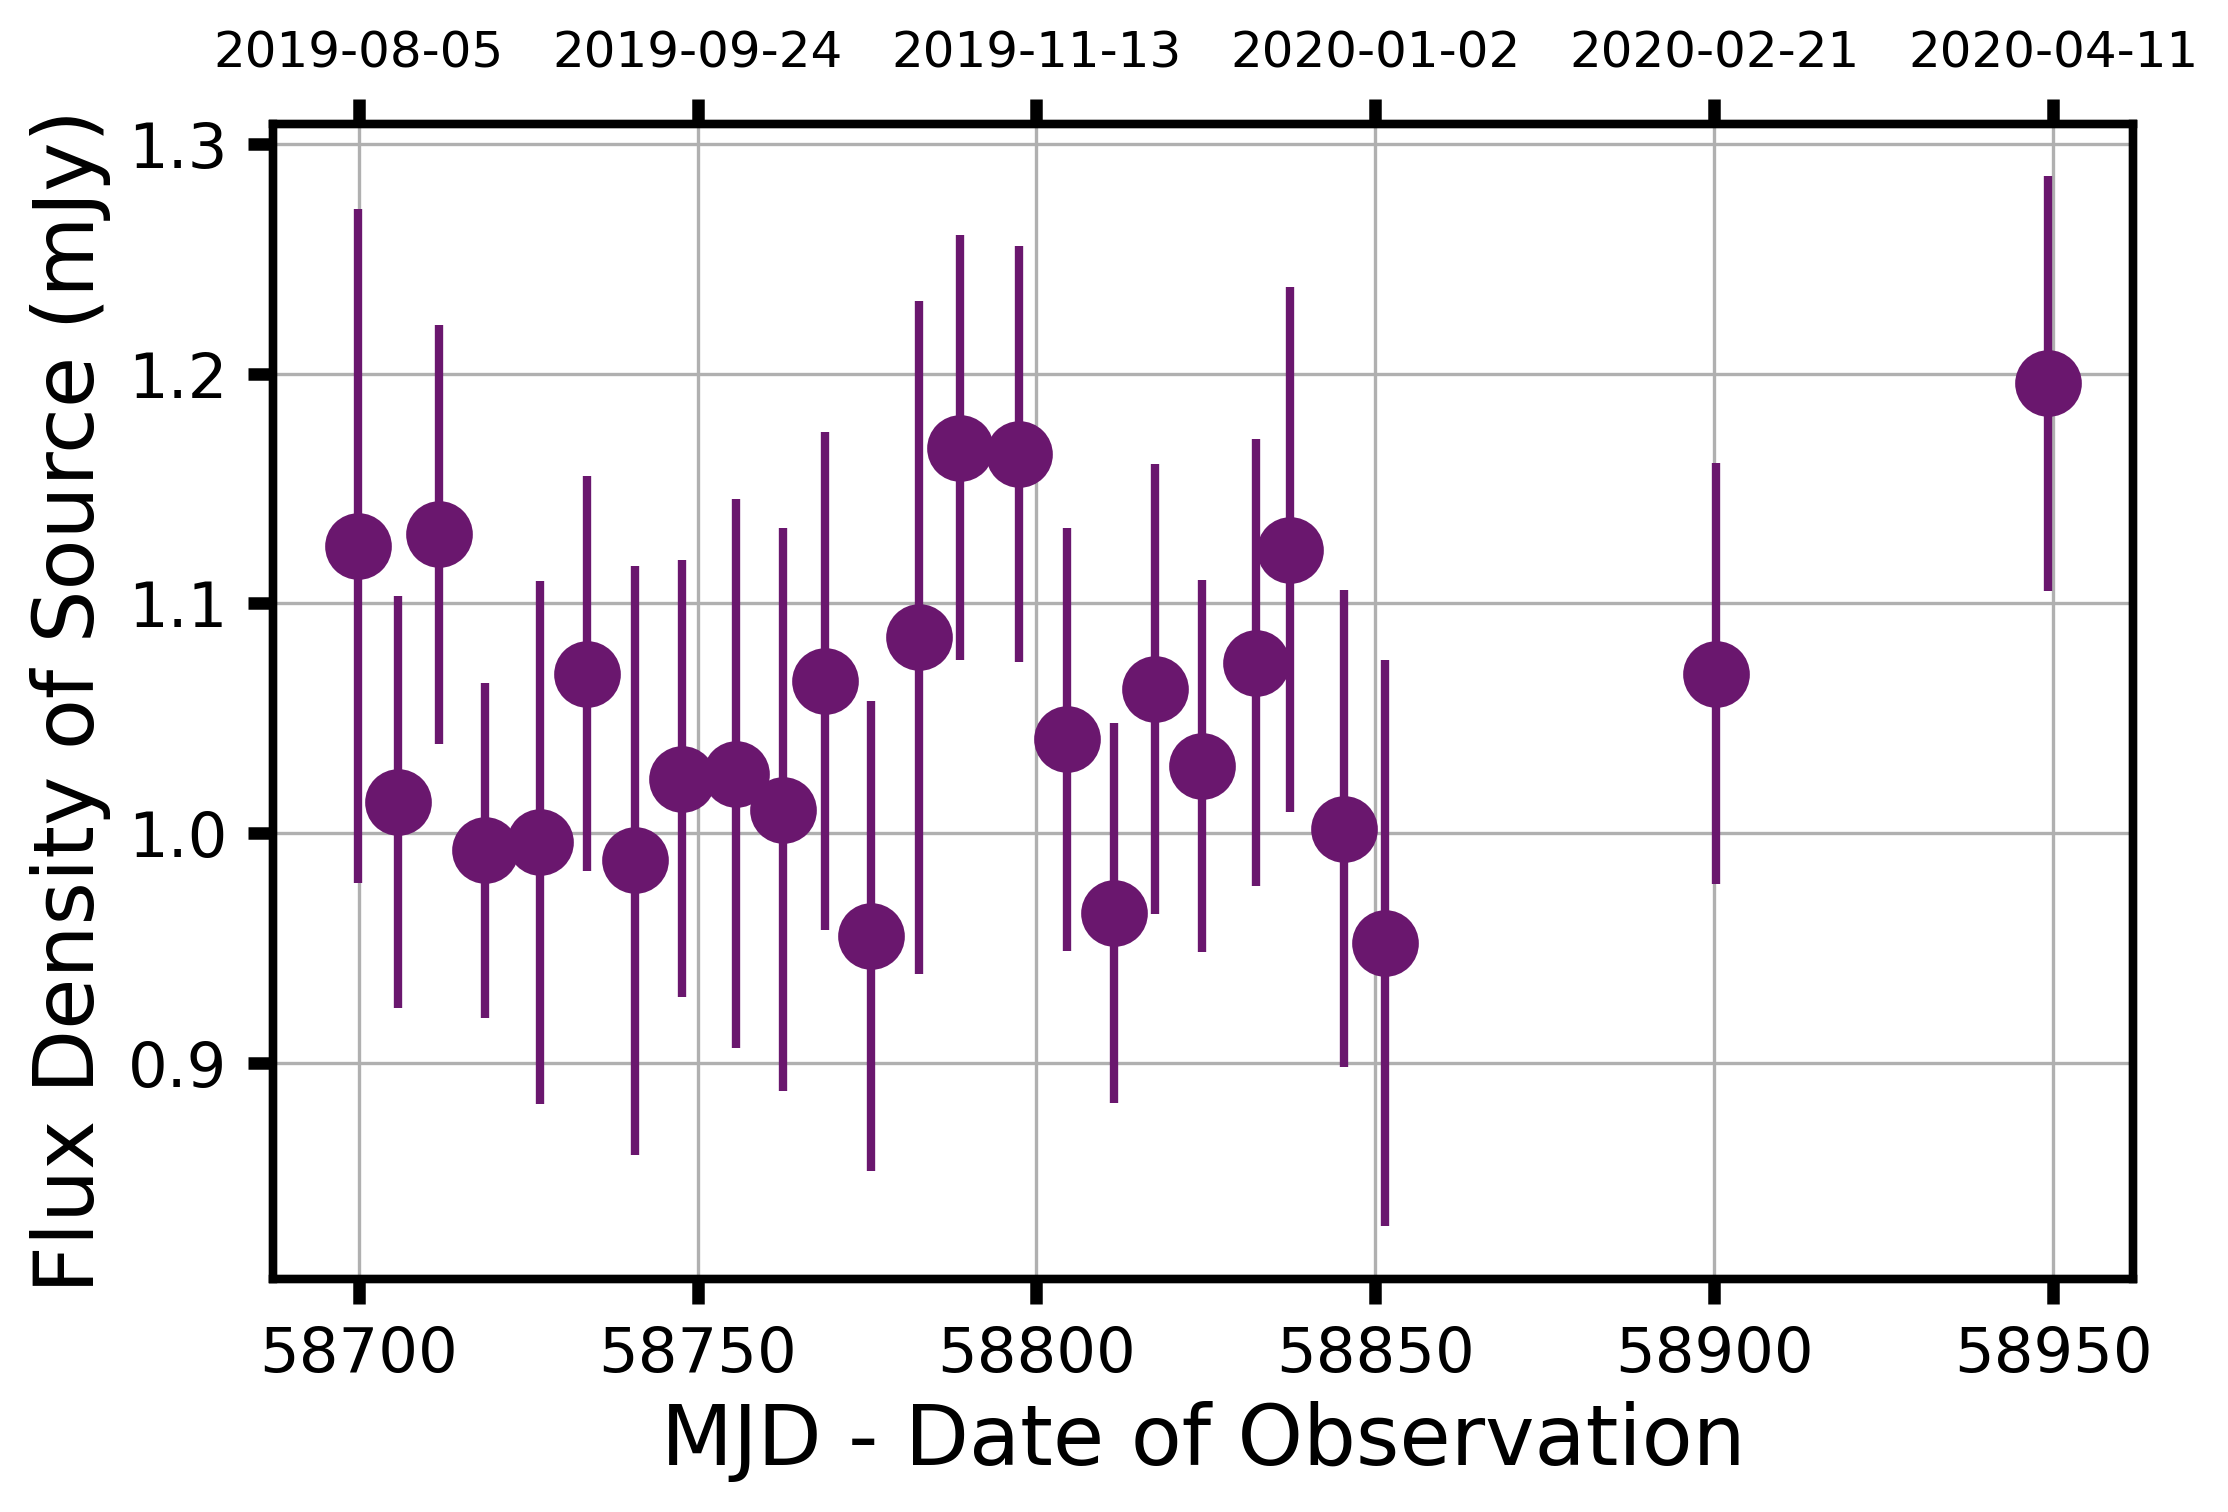 2019-08-05 2019-09-24 2019-11-13 2020-01-02 2020-02-21 2020-04-11
Flux Density of Source (mJy)
1.3
1.2
1.1
1.0
0.9
58700 58750 58800 58850 58900 58950
MJD - Date of Observation